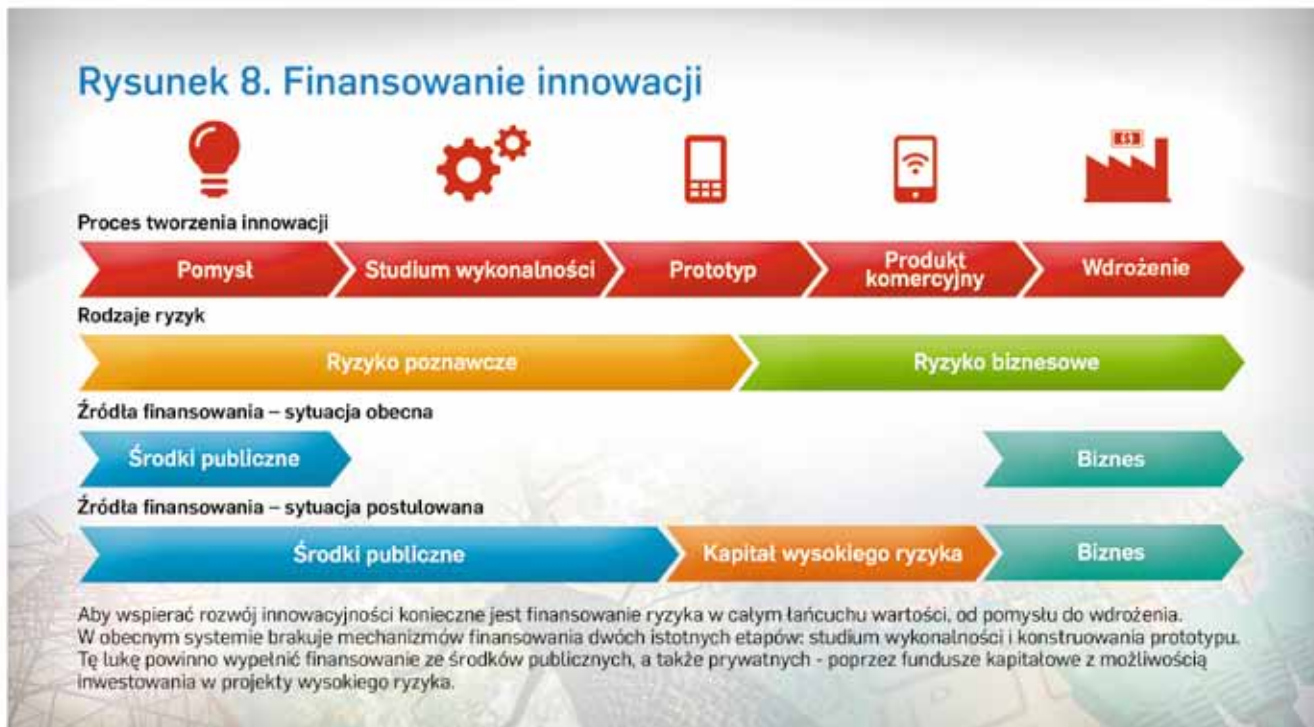 Rysunek 8. Finansowanie innowacji
Proces tworzenia innowacji
Pomysł
Studium wykonalności
Prototyp
Produkt
komercyjny
Wdrożenie
Rodzaje ryzyk
Ryzyko poznawcze
Ryzyko biznesowe
Źródła finansowania – sytuacja obecna
Środki publiczne
Biznes
Źródła finansowania – sytuacja postulowana
Środki publiczne
Kapitał wysokiego ryzyka
Biznes
Aby wspierać rozwój innowacyjności konieczne jest finansowanie ryzyka w całym łańcuchu wartości, od pomysłu do wdrożenia.
W obecnym systemie brakuje mechanizmów finansowania dwóch istotnych etapów: studium wykonalności i konstruowania prototypu.
Tę lukę powinno wypełnić finansowanie ze środków publicznych, a także prywatnych - poprzez fundusze kapitałowe z możliwością
inwestowania w projekty wysokiego ryzyka.